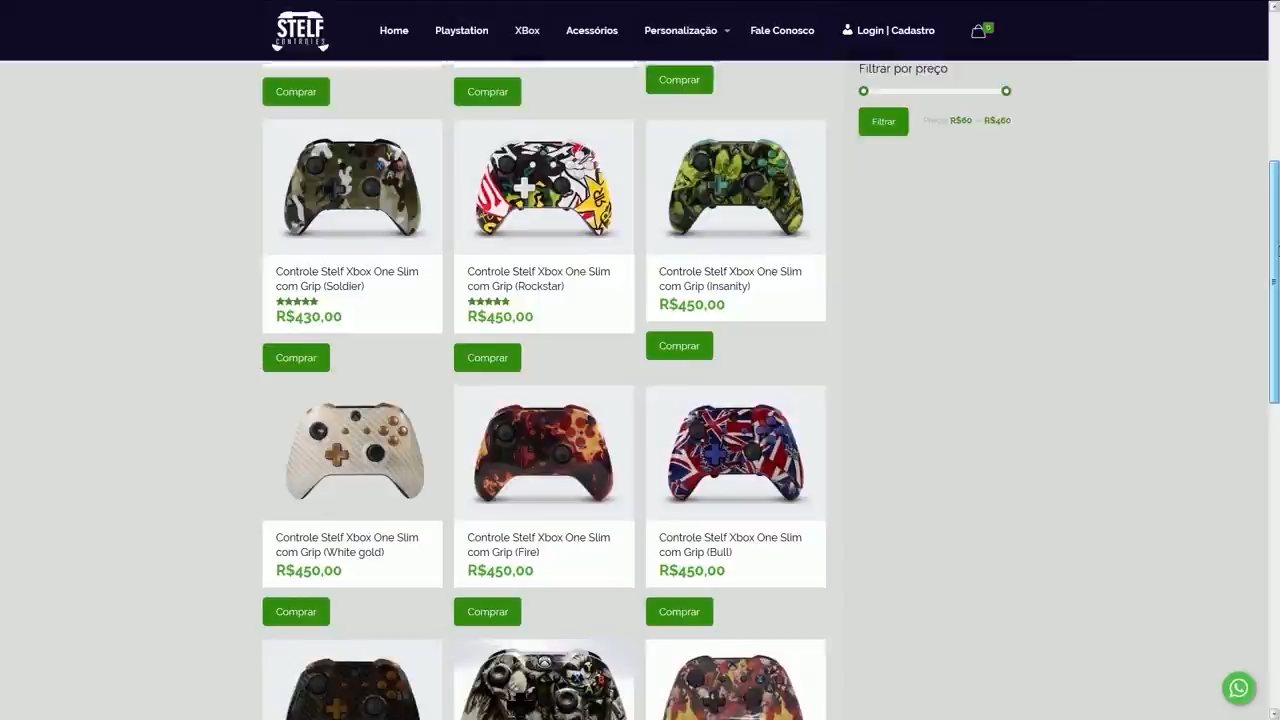 STELF
CONTROLES
Home
Playstation
XBox
Acessórios
Personalização
Fale Conosco
Login | Cadastro
0
Filtrar por preço
Filtrar
Preço: R$60 — R$460
Comprar
Comprar
Comprar
Controle Stelf Xbox One Slim
com Grip (Soldier)
R$430,00
Comprar
Controle Stelf Xbox One Slim
com Grip (Rockstar)
R$450,00
Comprar
Controle Stelf Xbox One Slim
com Grip (Insanity)
R$450,00
Comprar
Controle Stelf Xbox One Slim
com Grip (White gold)
R$450,00
Comprar
Controle Stelf Xbox One Slim
com Grip (Fire)
R$450,00
Comprar
Controle Stelf Xbox One Slim
com Grip (Bull)
R$450,00
Comprar